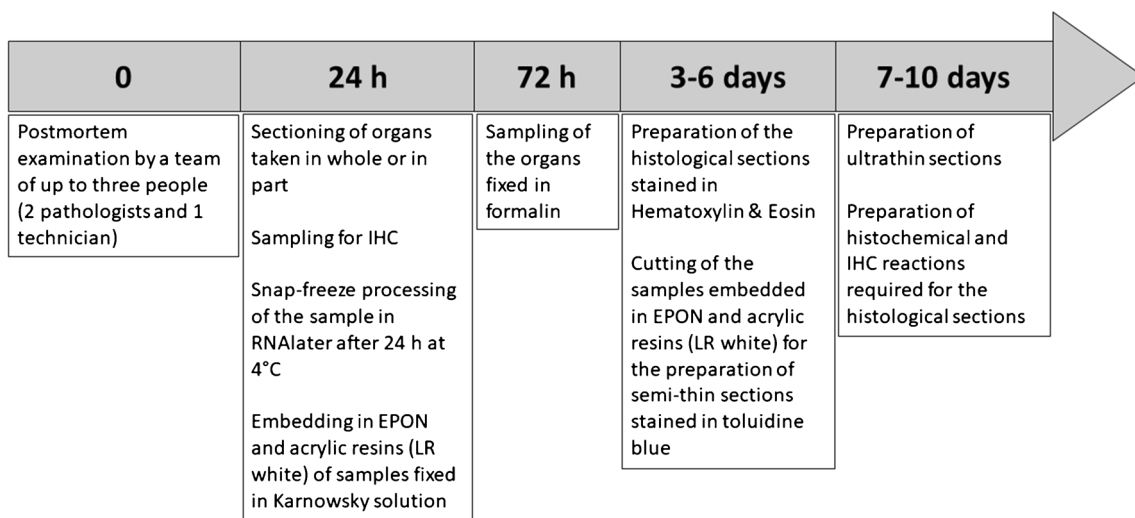 0
24 h
72 h
3-6 days
7-10 days
Postmortem
examination by a team
of up to three people
(2 pathologists and 1
technician)
Sectioning of organs
taken in whole or in
part
Sampling for IHC
Snap-freeze processing
of the sample in
RNAlater after 24 h at
4°C
Embedding in EPON
and acrylic resins (LR
white) of samples fixed
in Karnowsky solution
Sampling of
the organs
fixed in
formalin
Preparation of the
histological sections
stained in
Hematoxylin & Eosin
Cutting of the
samples embedded
in EPON and acrylic
resins (LR white) for
the preparation of
semi-thin sections
stained in toluidine
blue
Preparation of
ultrathin sections
Preparation of
histochemical and
IHC reactions
required for the
histological sections